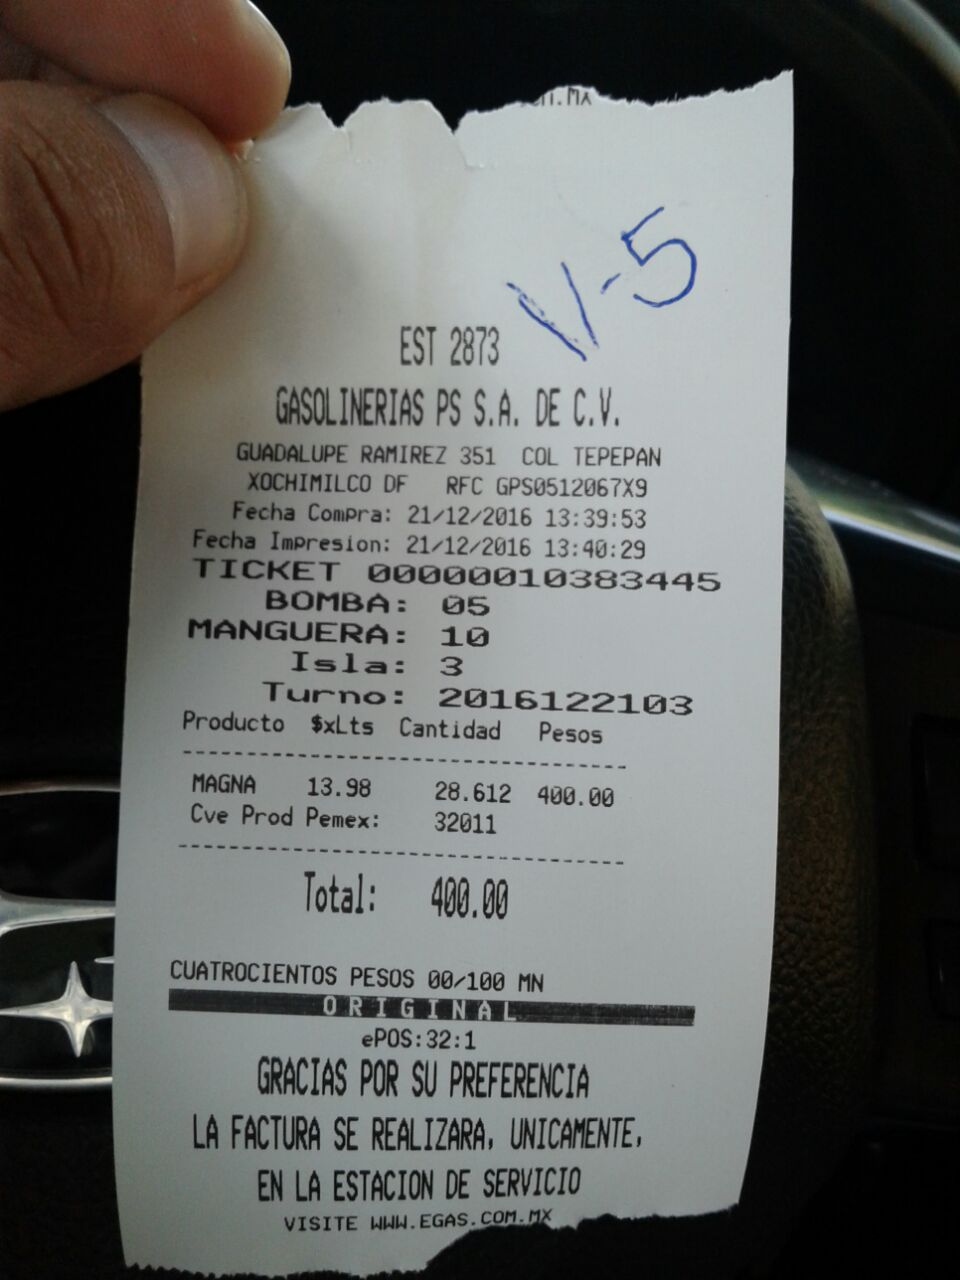 V-5
EST 2873
GASOLINERIAS PS S.A. DE C.V.
GUADALUPE RAMIREZ 351 COL TEPEPAN
XOCHIMILCO DF RFC GPS0512067X9
Fecha Compra: 21/12/2016 13:39:53
Fecha Impresion: 21/12/2016 13:40:29
TICKET 00000010383445
BOMBA: 05
MANGUERA: 10
Isla: 3
Turno: 2016122103
Producto $xLts Cantidad Pesos
MAGNA 13.98 28.612 400.00
Cve Prod Pemex: 32011
Total: 400.00
CUATROCIENTOS PESOS 00/100 MN
ORIGINAL
ePOS:32:1
GRACIAS POR SU PREFERENCIA
LA FACTURA SE REALIZARA, UNICAMENTE,
EN LA ESTACION DE SERVICIO
VISITE WWW.EGAS.COM.MX